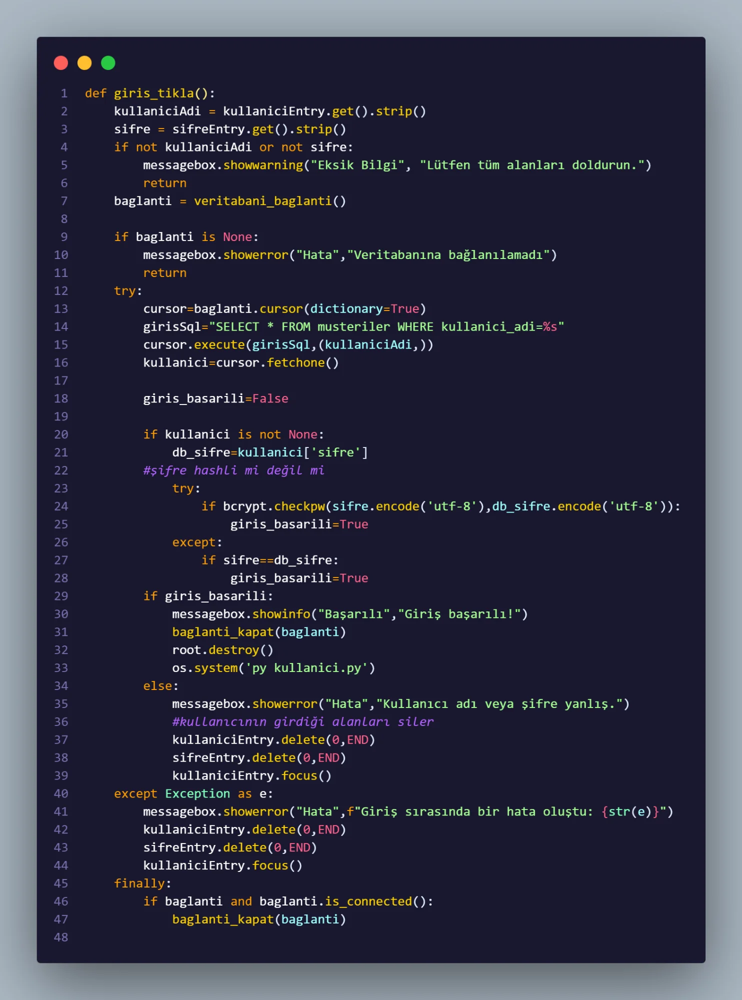 1 def giris_tikla():
2     kullaniciAdi = kullaniciEntry.get().strip()
3     sifre = sifreEntry.get().strip()
4     if not kullaniciAdi or not sifre:
5         messagebox.showwarning("Eksik Bilgi", "Lütfen tüm alanları doldurun.")
6         return
7     baglanti = veritabani_baglanti()
8
9     if baglanti is None:
10         messagebox.showerror("Hata","Veritabanına bağlanılamadı")
11         return
12     try:
13         cursor=baglanti.cursor(dictionary=True)
14         girisSql="SELECT * FROM musteriler WHERE kullanici_adi=%s"
15         cursor.execute(girisSql,(kullaniciAdi,))
16         kullanici=cursor.fetchone()
17
18         giris_basarili=False
19
20         if kullanici is not None:
21             db_sifre=kullanici['sifre']
22         #şifre hashli mi değil mi
23             try:
24                 if bcrypt.checkpw(sifre.encode('utf-8'),db_sifre.encode('utf-8')):
25                     giris_basarili=True
26             except:
27                 if sifre==db_sifre:
28                     giris_basarili=True
29         if giris_basarili:
30             messagebox.showinfo("Başarılı","Giriş başarılı!")
31             baglanti_kapat(baglanti)
32             root.destroy()
33             os.system('py kullanici.py')
34         else:
35             messagebox.showerror("Hata","Kullanıcı adı veya şifre yanlış.")
36             #kullanıcının girdiği alanları siler
37             kullaniciEntry.delete(0,END)
38             sifreEntry.delete(0,END)
39             kullaniciEntry.focus()
40     except Exception as e:
41         messagebox.showerror("Hata",f"Giriş sırasında bir hata oluştu: {str(e)}")
42         kullaniciEntry.delete(0,END)
43         sifreEntry.delete(0,END)
44         kullaniciEntry.focus()
45     finally:
46         if baglanti and baglanti.is_connected():
47             baglanti_kapat(baglanti)
48